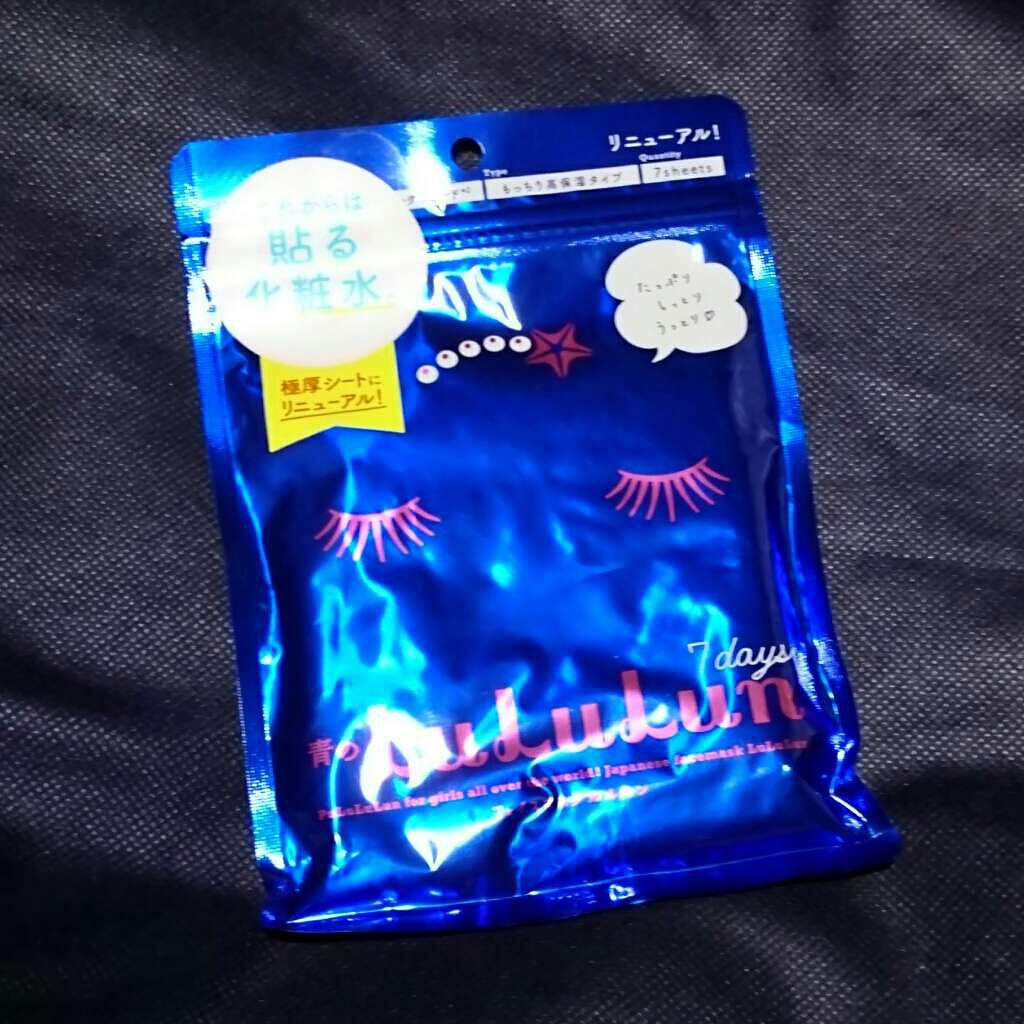 リニューアル!
Type
Quantity
もっちり高保湿タイプ
7sheets
これからは
貼る
化粧水
極厚シートに
リニューアル!
たっぷり
しっとり
うっとり♡
7days
青の
LuLuLun
for girls all over the world! Japanese facemask LuLuLun